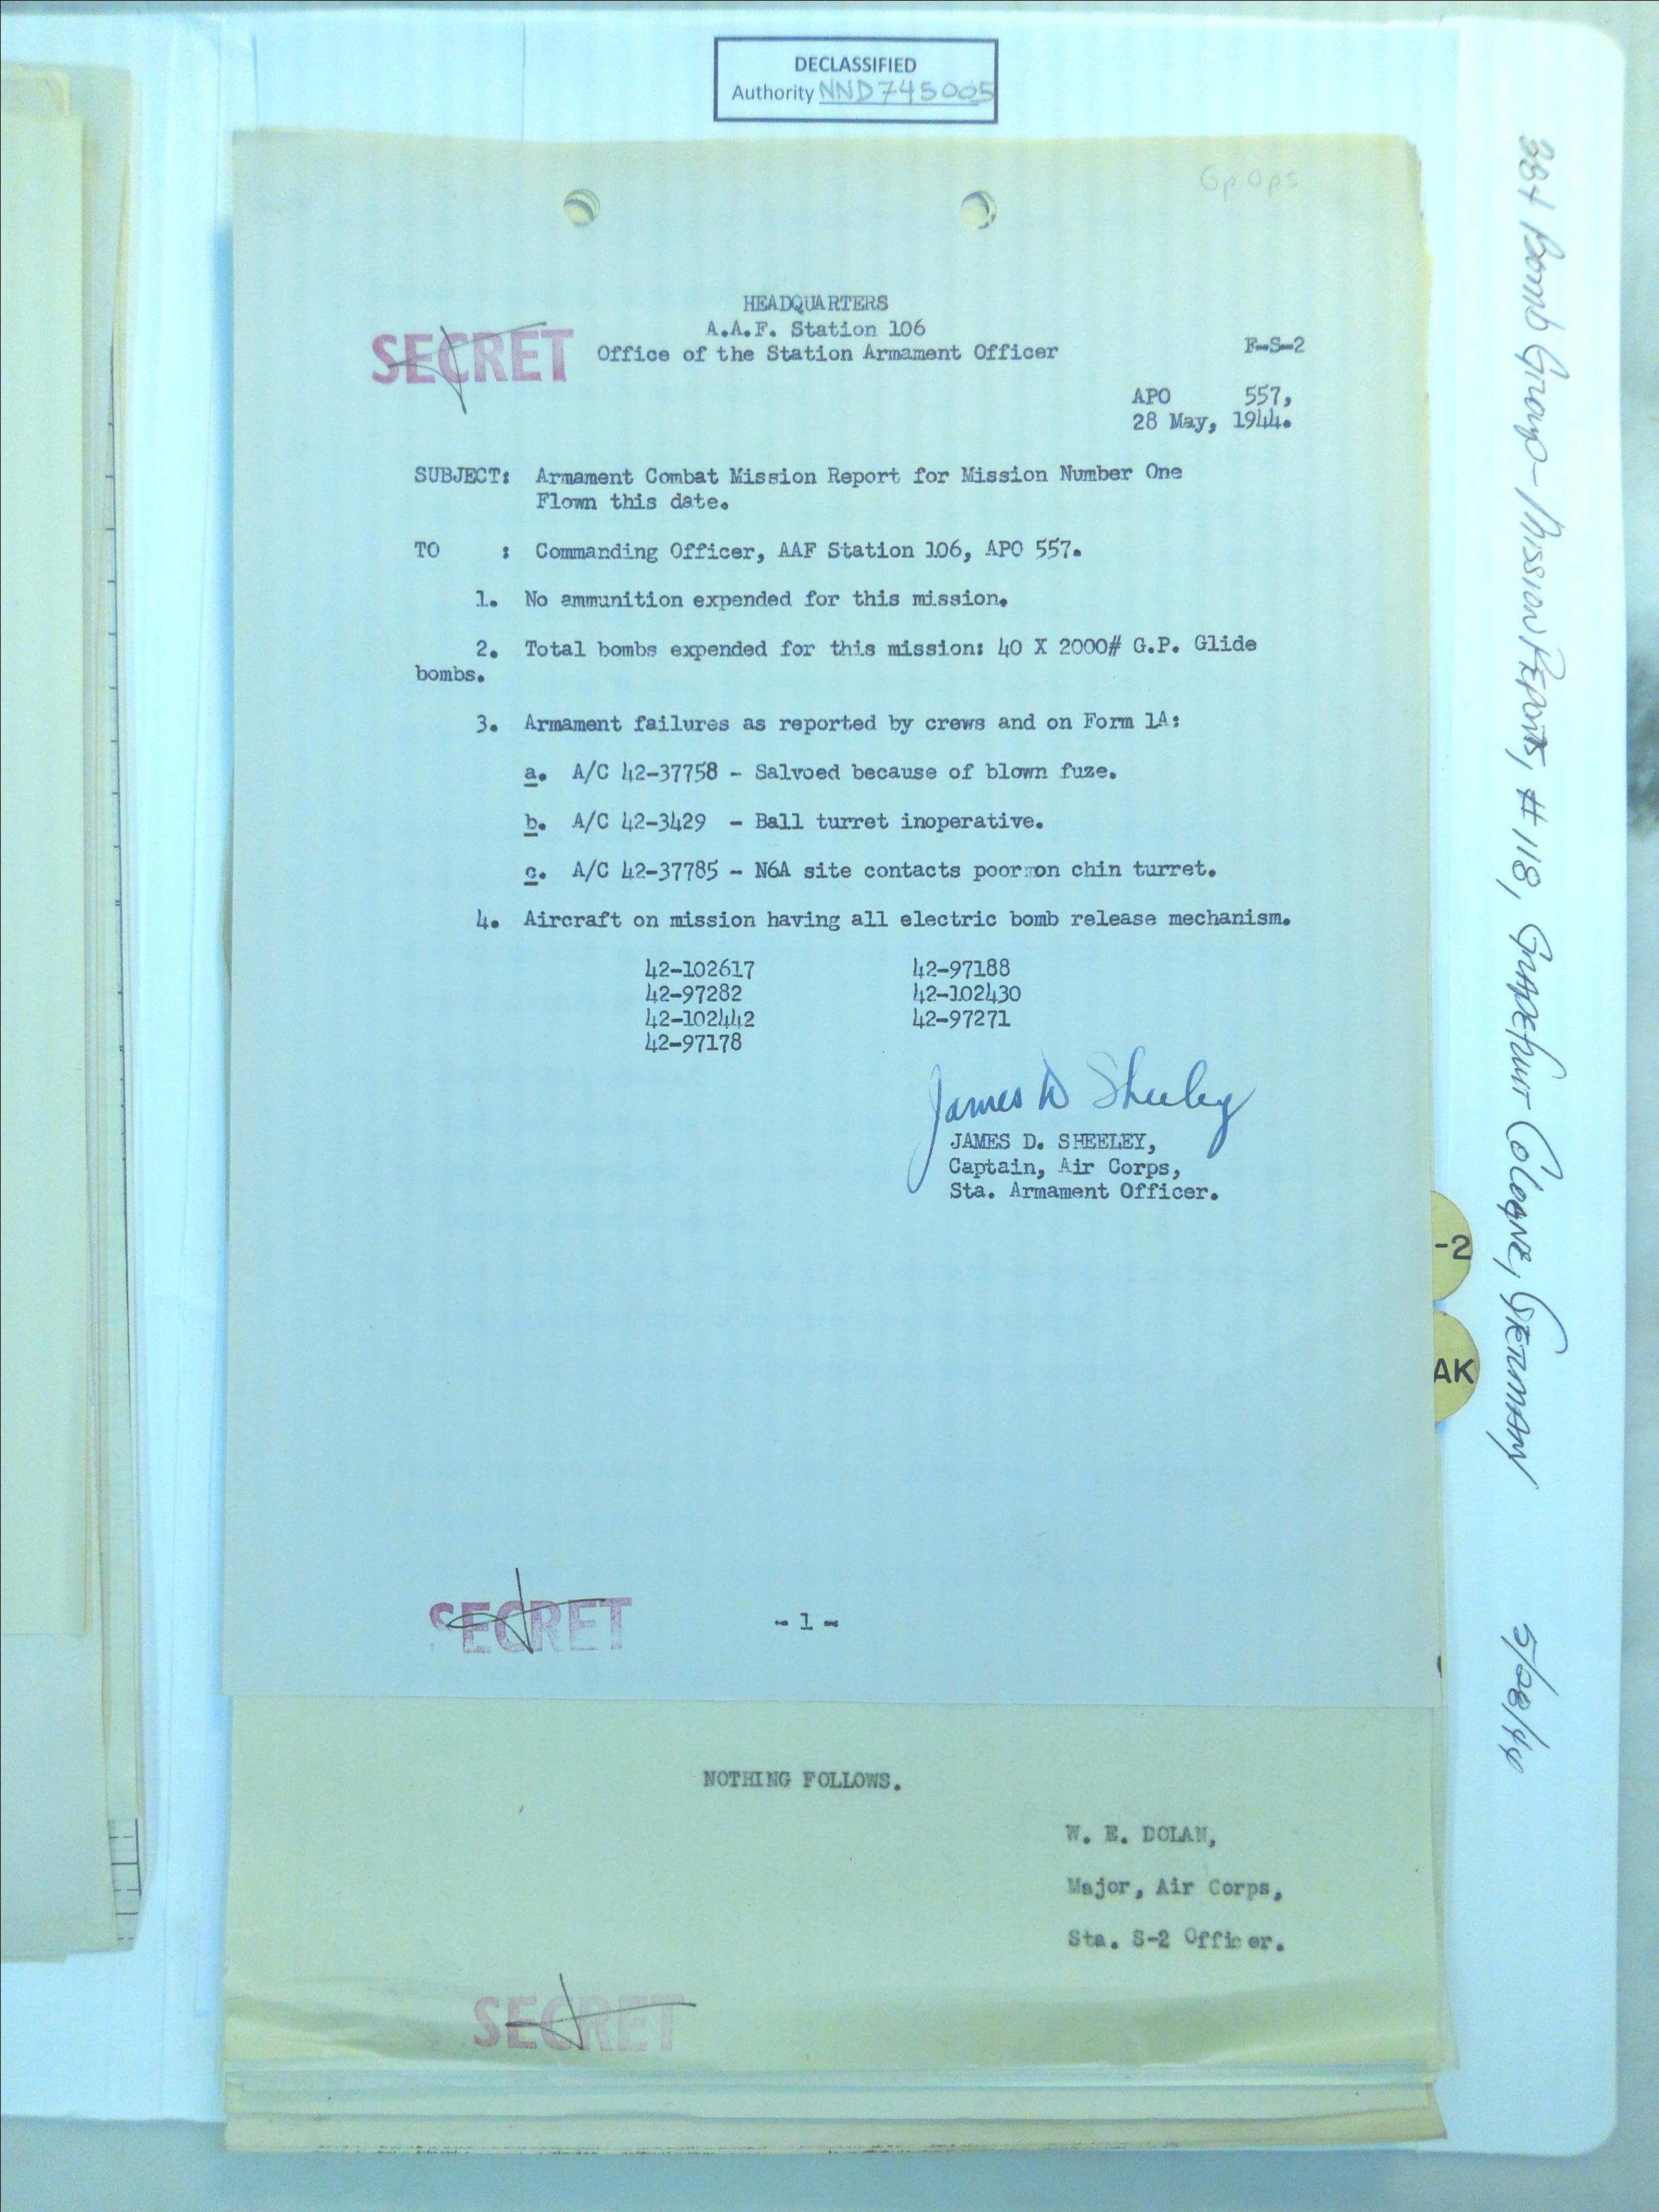 DECLASSIFIED
Authority NND745005
Gp Ops
HEADQUARTERS
A.A.F. Station 106
SECRET
Office of the Station Armament Officer
F-S-2
APO 557,
28 May, 1944.
SUBJECT: Armament Combat Mission Report for Mission Number One
Flown this date.
TO : Commanding Officer, AAF Station 106, APO 557.
1. No ammunition expended for this mission.
2. Total bombs expended for this mission: 40 X 2000# G.P. Glide
bombs.
3. Armament failures as reported by crews and on Form 1A:
a. A/C 42-37758 - Salvoed because of blown fuze.
b. A/C 42-3429 - Ball turret inoperative.
c. A/C 42-37785 - N6A site contacts poor on chin turret.
4. Aircraft on mission having all electric bomb release mechanism.
42-102617 42-97188
42-97282 42-102430
42-102442 42-97271
42-97178
James D Sheeley
JAMES D. SHEELEY,
Captain, Air Corps,
Sta. Armament Officer.
SECRET
- 1 -
NOTHING FOLLOWS.
W. E. DOLAN,
Major, Air Corps,
Sta. S-2 Officer.
SECRET
-2
AK
384 Bomb Group - Mission Reports, #118, Grapefruit Cologne, Germany 5/28/44